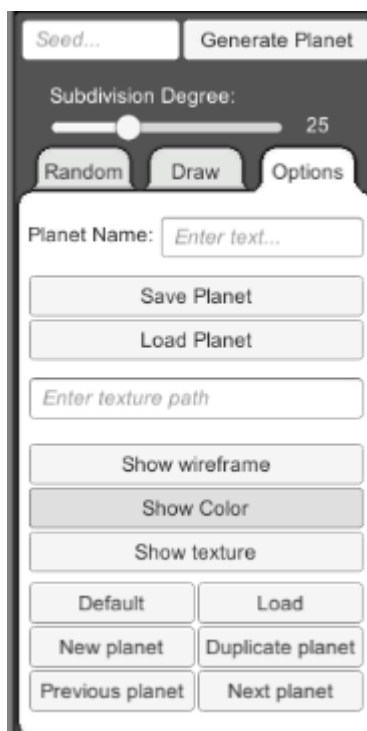 Seed... Generate Planet
Subdivision Degree:
25
Random Draw Options
Planet Name: Enter text...
Save Planet
Load Planet
Enter texture path
Show wireframe
Show Color
Show texture
Default Load
New planet Duplicate planet
Previous planet Next planet